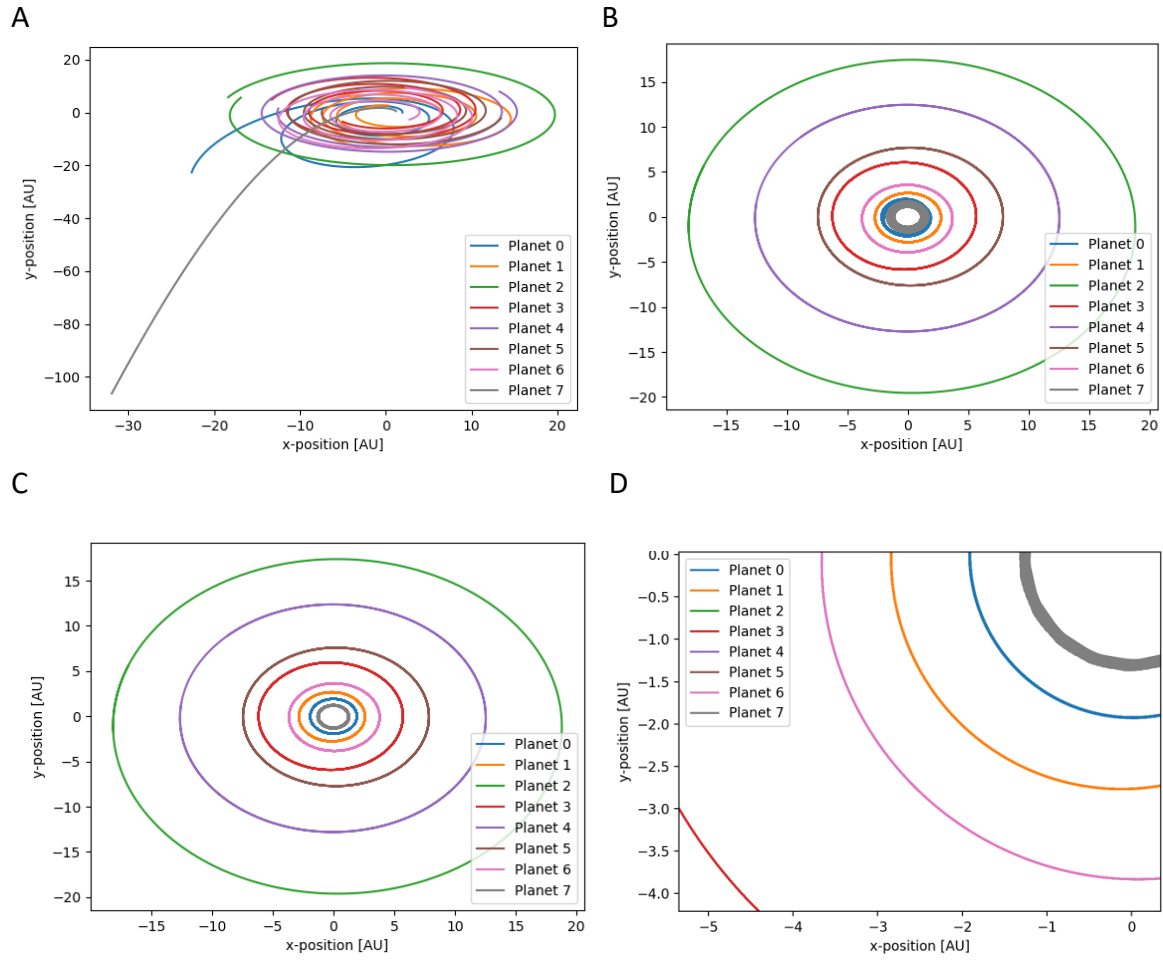 A
20
0
−20
−40
−60
−80
−100
y-position [AU]
−30
−20
−10
0
10
20
x-position [AU]
Planet 0
Planet 1
Planet 2
Planet 3
Planet 4
Planet 5
Planet 6
Planet 7
B
15
10
5
0
−5
−10
−15
−20
y-position [AU]
−15
−10
−5
0
5
10
15
20
x-position [AU]
Planet 0
Planet 1
Planet 2
Planet 3
Planet 4
Planet 5
Planet 6
Planet 7
C
15
10
5
0
−5
−10
−15
−20
y-position [AU]
−15
−10
−5
0
5
10
15
20
x-position [AU]
Planet 0
Planet 1
Planet 2
Planet 3
Planet 4
Planet 5
Planet 6
Planet 7
D
0.0
−0.5
−1.0
−1.5
−2.0
−2.5
−3.0
−3.5
−4.0
y-position [AU]
−5
−4
−3
−2
−1
0
x-position [AU]
Planet 0
Planet 1
Planet 2
Planet 3
Planet 4
Planet 5
Planet 6
Planet 7